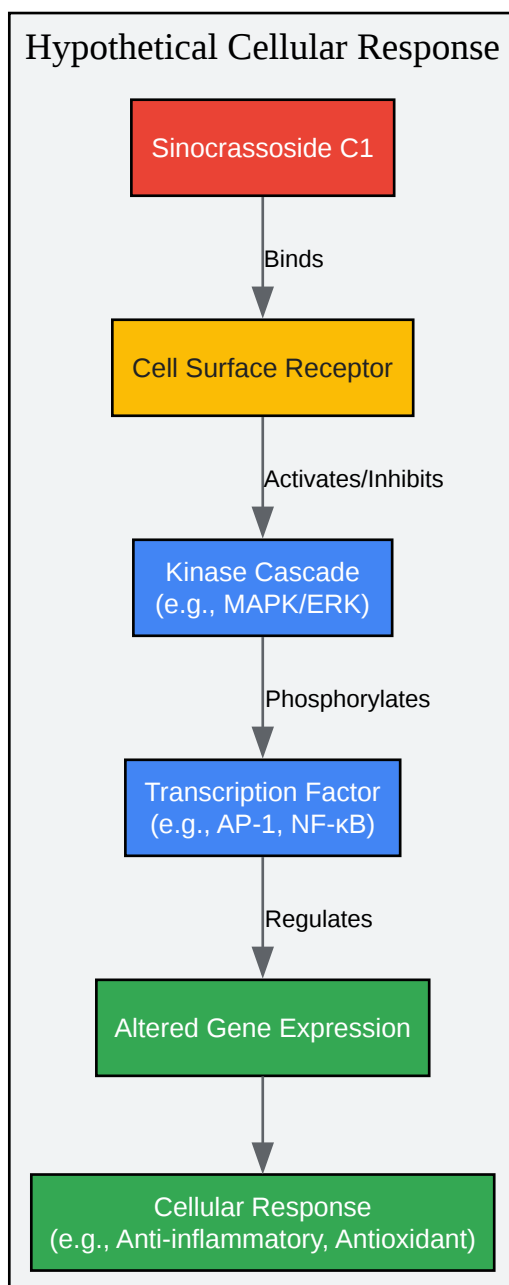 Hypothetical Cellular Response
Sinocrassoside C1
Binds
Cell Surface Receptor
Activates/Inhibits
Kinase Cascade
(e.g., MAPK/ERK)
Phosphorylates
Transcription Factor
(e.g., AP-1, NF-κB)
Regulates
Altered Gene Expression
Cellular Response
(e.g., Anti-inflammatory, Antioxidant)